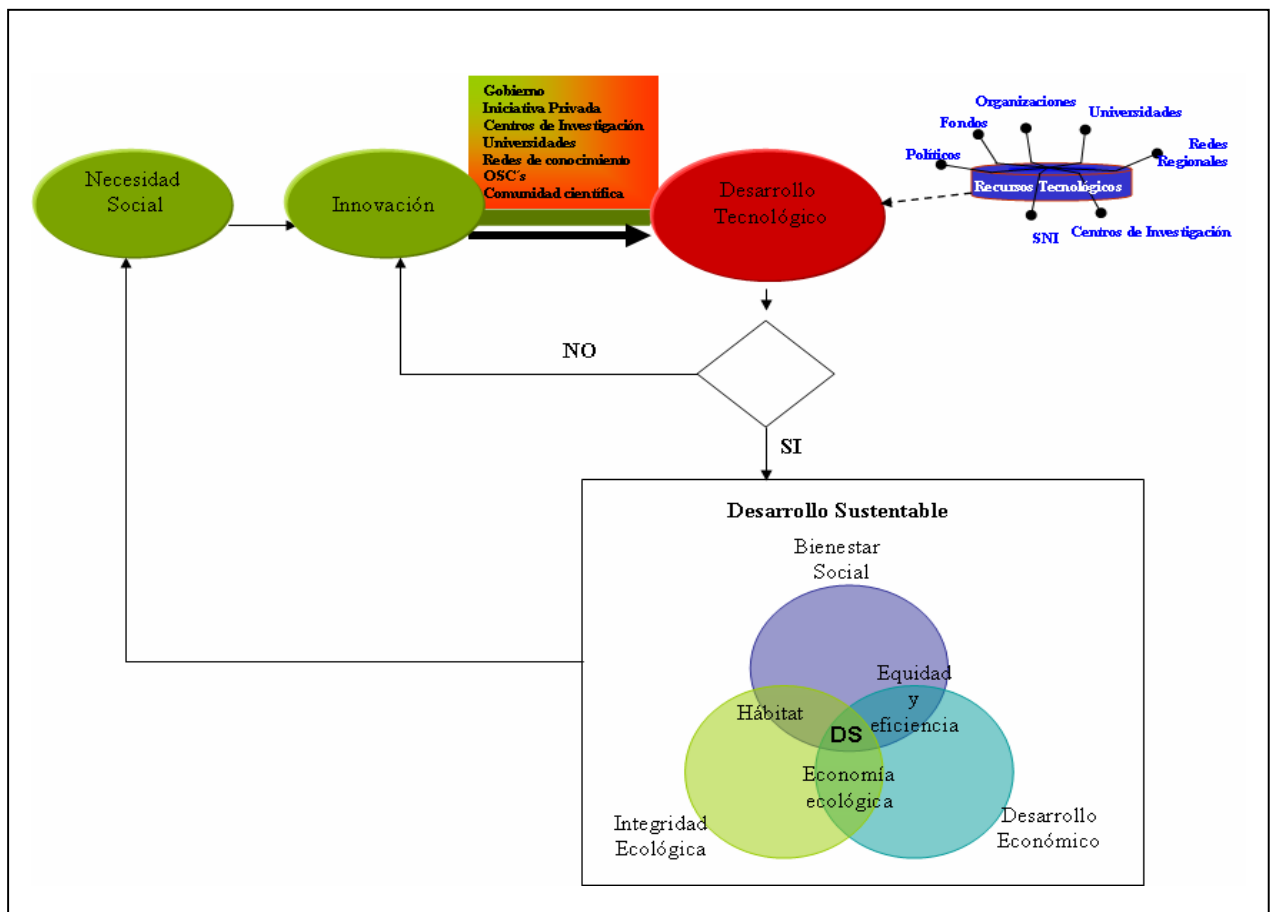 Gobierno
Iniciativa Privada
Centros de Investigación
Universidades
Redes de conocimiento
OSC´s
Comunidad científica
Necesidad
Social
Innovación
Desarrollo
Tecnológico
Organizaciones
Universidades
Fondos
Redes
Regionales
Políticos
Recursos Tecnológicos
SNI
Centros de Investigación
NO
SI
Desarrollo Sustentable
Bienestar
Social
Equidad
y
eficiencia
Hábitat
DS
Economía
ecológica
Integridad
Ecológica
Desarrollo
Económico